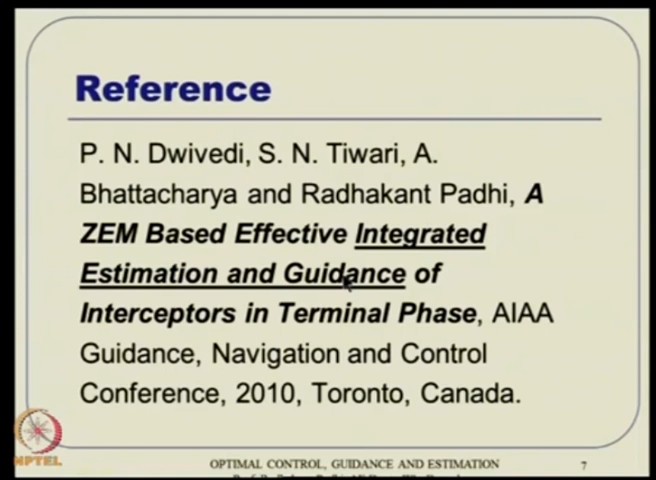 Reference
P. N. Dwivedi, S. N. Tiwari, A.
Bhattacharya and Radhakant Padhi, A
ZEM Based Effective Integrated
Estimation and Guidance of
Interceptors in Terminal Phase, AIAA
Guidance, Navigation and Control
Conference, 2010, Toronto, Canada.
NPTEL
OPTIMAL CONTROL, GUIDANCE AND ESTIMATION
7